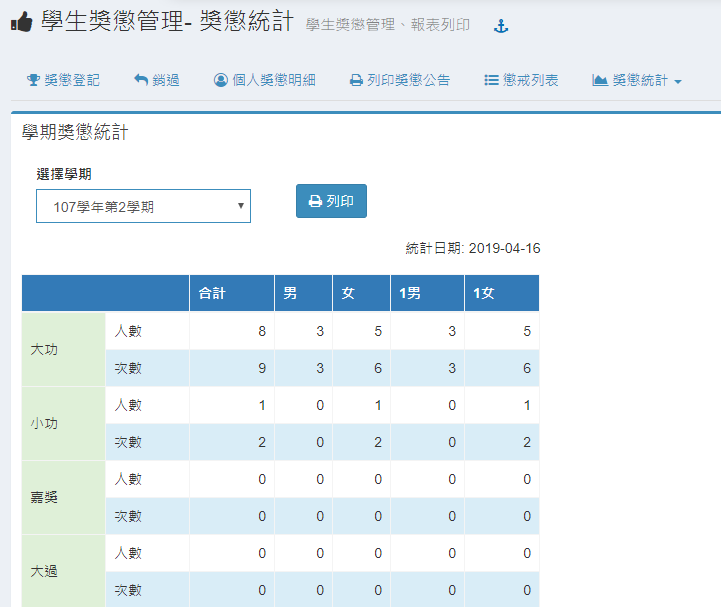 學生獎懲管理- 獎懲統計 學生獎懲管理、報表列印
獎懲登記 銷過 個人獎懲明細 列印獎懲公告 懲戒列表 獎懲統計
學期獎懲統計
選擇學期
107學年第2學期 列印
統計日期: 2019-04-16
合計 男 女 1男 1女
大功 人數 8 3 5 3 5
次數 9 3 6 3 6
小功 人數 1 0 1 0 1
次數 2 0 2 0 2
嘉獎 人數 0 0 0 0 0
次數 0 0 0 0 0
大過 人數 0 0 0 0 0
次數 0 0 0 0 0